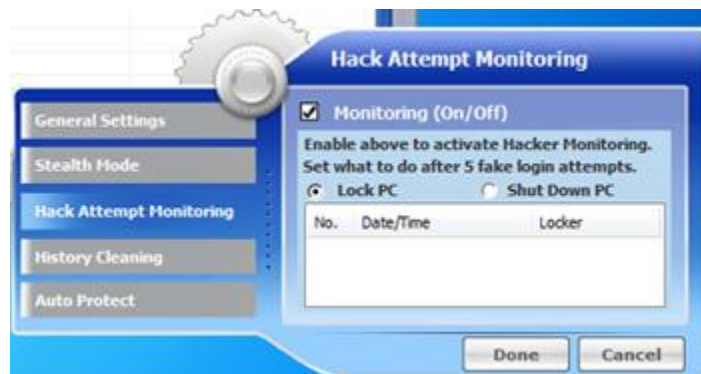 Hack Attempt Monitoring
General Settings
Stealth Mode
Hack Attempt Monitoring
History Cleaning
Auto Protect
Monitoring (On/Off)
Enable above to activate Hacker Monitoring.
Set what to do after 5 fake login attempts.
Lock PC Shut Down PC
No. Date/Time Locker
Done Cancel